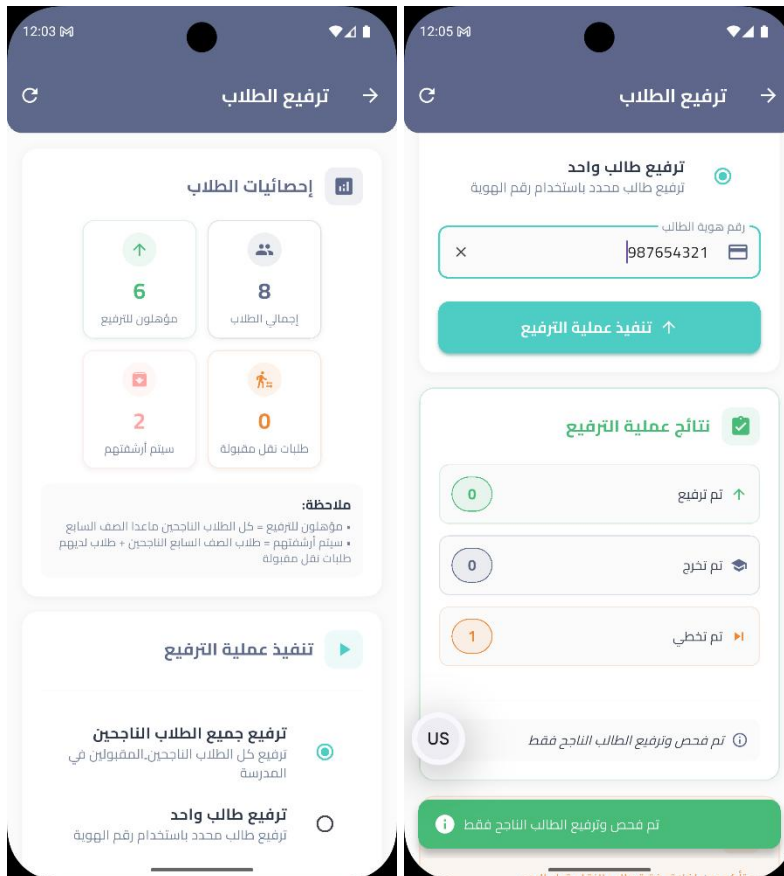 12:03
ترفيع الطلاب
إحصائيات الطلاب
8
إجمالي الطلاب
6
مؤهلون للترفيع
0
طلبات نقل مقبولة
2
سيتم أرشفتهم
ملاحظة:
• مؤهلون للترفيع = كل الطلاب الناجحين ماعدا الصف السابع
• سيتم أرشفتهم = طلاب الصف السابع الناجحين + طلاب لديهم
طلبات نقل مقبولة
تنفيذ عملية الترفيع
ترفيع جميع الطلاب الناجحين
ترفيع كل الطلاب الناجحين.المقبولين في
المدرسة
ترفيع طالب واحد
ترفيع طالب محدد باستخدام رقم الهوية
12:05
ترفيع الطلاب
ترفيع طالب واحد
ترفيع طالب محدد باستخدام رقم الهوية
رقم هوية الطالب
987654321
تنفيذ عملية الترفيع
نتائج عملية الترفيع
تم ترفيع
0
تم تخرج
0
تم تخطي
1
US
تم فحص وترفيع الطالب الناجح فقط
تم فحص وترفيع الطالب الناجح فقط